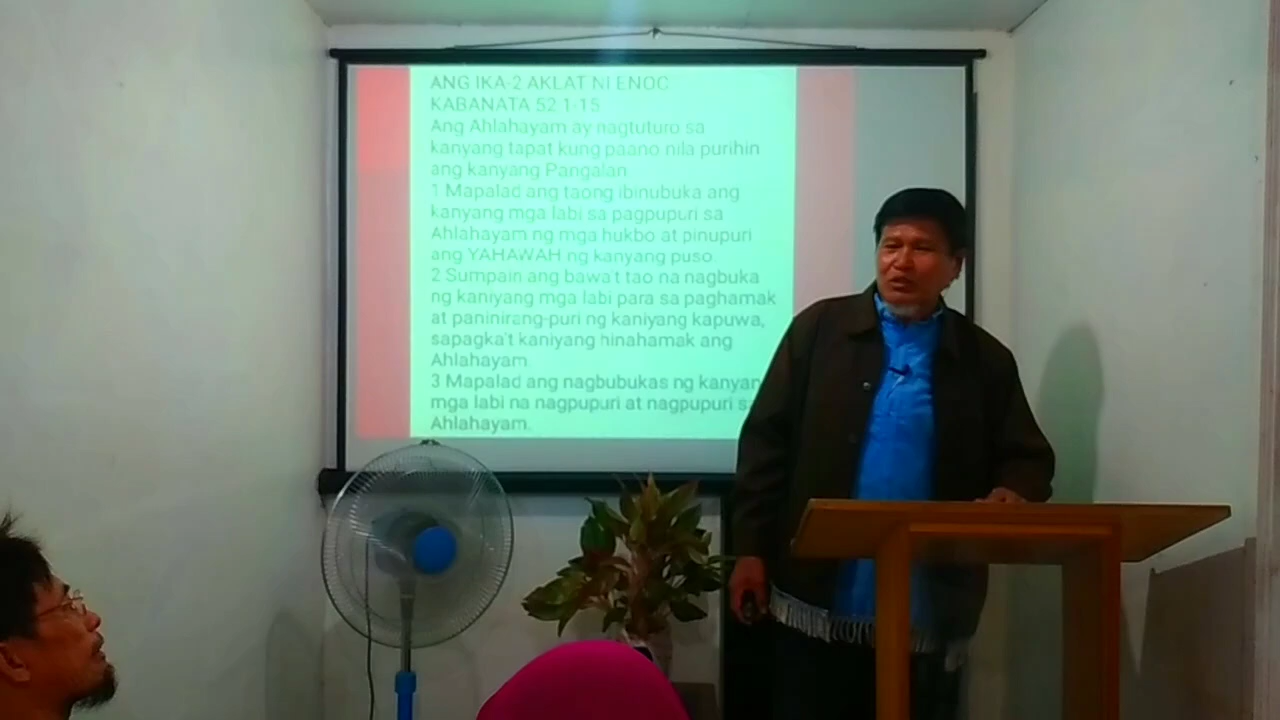 ANG IKA-2 AKLAT NI ENOC
KABANATA 52:1-15
Ang Ahlahayam ay nagtuturo sa
kanyang tapat kung paano nila purihin
ang kanyang Pangalan
1 Mapalad ang taong ibinubuka ang
kanyang mga labi sa pagpupuri sa
Ahlahayam ng mga hukbo at pinupuri
ang YAHAWAH ng kanyang puso.
2 Sumpain ang bawa't tao na nagbuka
ng kaniyang mga labi para sa paghamak
at paninirang-puri ng kaniyang kapuwa,
sapagka't kaniyang hinahamak ang
Ahlahayam.
3 Mapalad ang nagbubukas ng
mga labi na nagpupuri at nagpupuri
Ahlahayam.